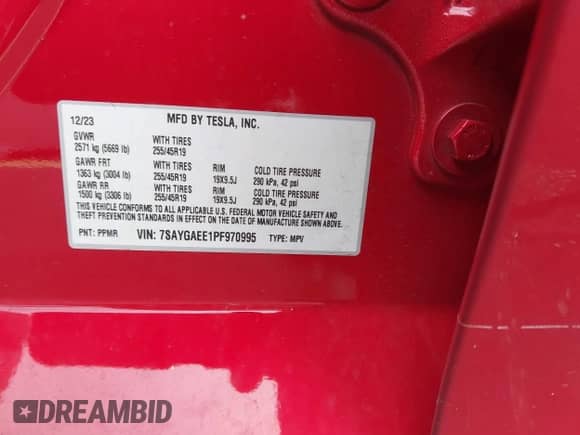 12/23 MFD BY TESLA, INC.
GVWR WITH TIRES
2571 kg (5669 lb) 255/45R19
GAWR FRT WITH TIRES RIM COLD TIRE PRESSURE
1363 kg (3004 lb) 255/45R19 19X9.5J 290 kPa, 42 psi
GAWR RR WITH TIRES RIM COLD TIRE PRESSURE
1500 kg (3306 lb) 255/45R19 19X9.5J 290 kPa, 42 psi
THIS VEHICLE CONFORMS TO ALL APPLICABLE U.S. FEDERAL MOTOR VEHICLE SAFETY AND
THEFT PREVENTION STANDARDS IN EFFECT ON THE DATE OF MANUFACTURE SHOWN ABOVE.
PNT: PPMR VIN: 7SAYGAEE1PF970995 TYPE: MPV
DREAMBID